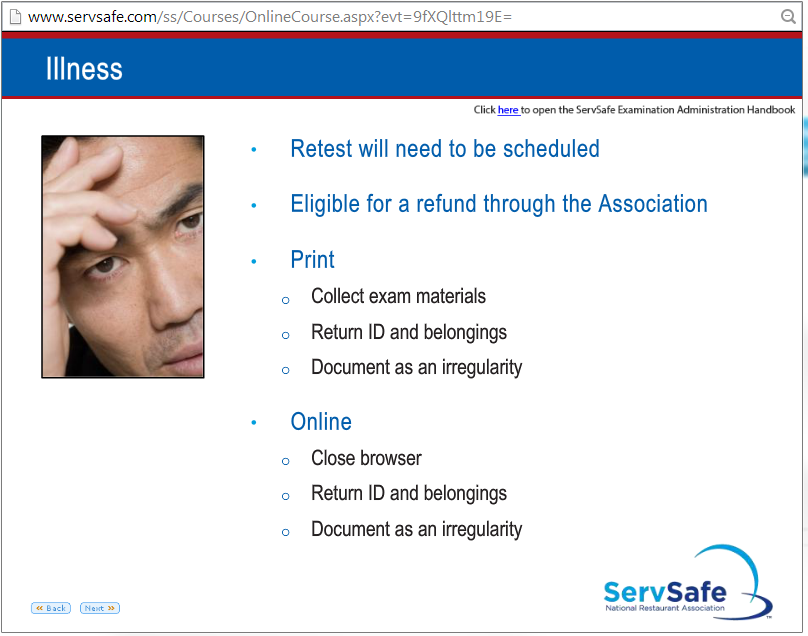 www.servsafe.com/ss/Courses/OnlineCourse.aspx?evt=9fXQlttm19E=
Illness
Click here to open the ServSafe Examination Administration Handbook
• Retest will need to be scheduled
• Eligible for a refund through the Association
• Print
o Collect exam materials
o Return ID and belongings
o Document as an irregularity
• Online
o Close browser
o Return ID and belongings
o Document as an irregularity
ServSafe
National Restaurant Association
TM
« Back Next »